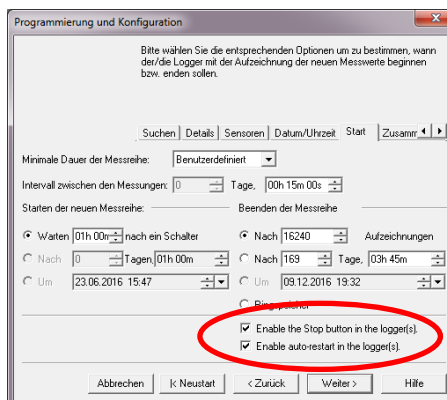 Programmierung und Konfiguration
Bitte wählen Sie die entsprechenden Optionen um zu bestimmen, wann
der/die Logger mit der Aufzeichnung der neuen Messwerte beginnen
bzw. enden sollen.
Suchen Details Sensoren Datum/Uhrzeit Start Zusamm
Minimale Dauer der Messreihe: Benutzerdefiniert
Intervall zwischen den Messungen: 0 Tage, 00h 15m 00s
Starten der neuen Messreihe: Beenden der Messreihe
Warten 01h 00m nach ein Schalter Nach 16240 Aufzeichnungen
Nach 0 Tagen, 01h 00m Nach 169 Tage, 03h 45m
Um 23.06.2016 15:47 Um 09.12.2016 19:32
Ringspeicher
Enable the Stop button in the logger(s).
Enable auto-restart in the logger(s).
Abbrechen |< Neustart < Zurück Weiter > Hilfe